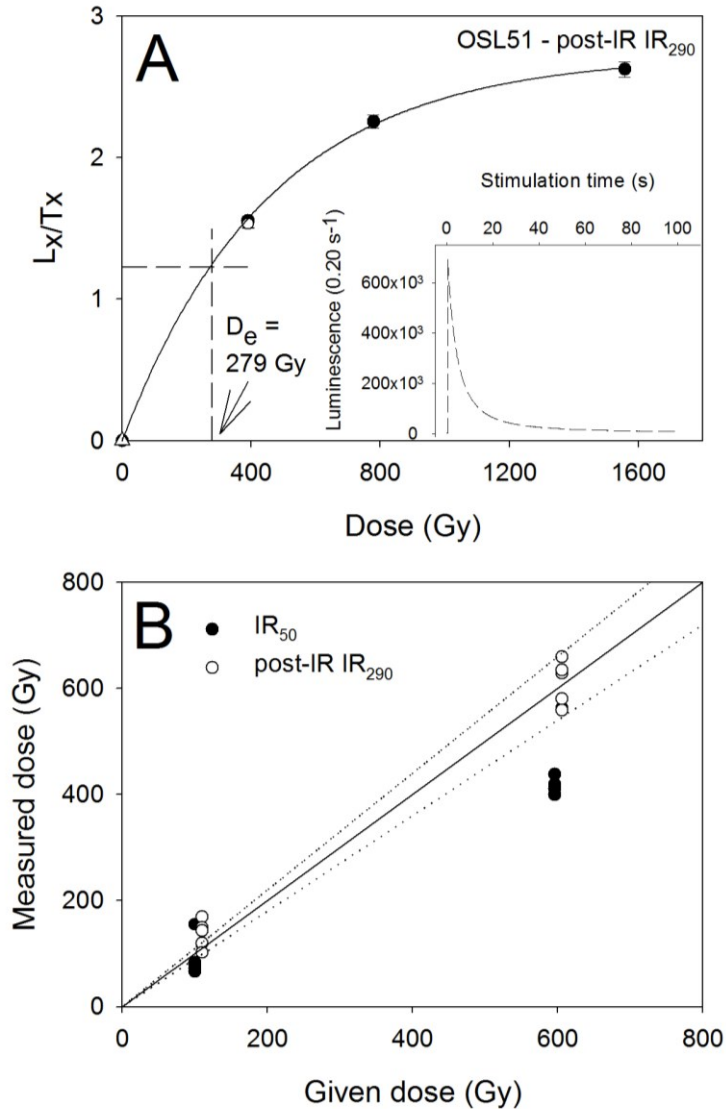 A
OSL51 - post-IR IR₂₉₀
3
2
1
0
Lx/Tx
0 400 800 1200 1600
Dose (Gy)
Dₑ =
279 Gy
Stimulation time (s)
0 20 40 60 80 100
Luminescence (0.20 s⁻¹)
600x10³
400x10³
200x10³
0
B
IR₅₀
post-IR IR₂₉₀
800
600
400
200
0
Measured dose (Gy)
0 200 400 600 800
Given dose (Gy)